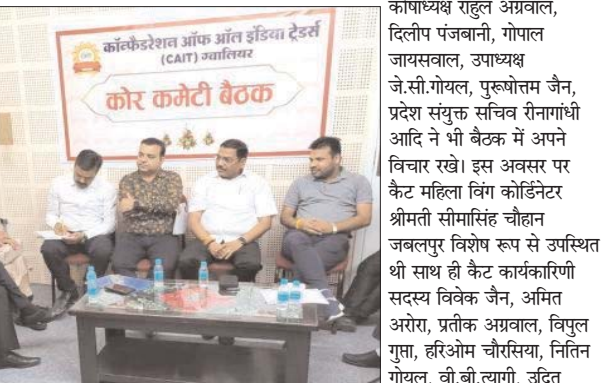 कॉन्फैडरेशन ऑफ ऑल इंडिया ट्रेडर्स
(CAIT) ग्वालियर
कोर कमेटी बैठक
कोषाध्यक्ष राहुल अग्रवाल,
दिलीप पंजबानी, गोपाल
जायसवाल, उपाध्यक्ष
जे.सी.गोयल, पुरूषोत्तम जैन,
प्रदेश संयुक्त सचिव रीनागांधी
आदि ने भी बैठक में अपने
विचार रखे। इस अवसर पर
कैट महिला विंग कोर्डिनेटर
श्रीमती सीमासिंह चौहान
जबलपुर विशेष रूप से उपस्थित
थी साथ ही कैट कार्यकारिणी
सदस्य विवेक जैन, अमित
अरोरा, प्रतीक अग्रवाल, विपुल
गुप्ता, हरिओम चौरसिया, नितिन
गोयल, वी.बी.त्यागी, उदित